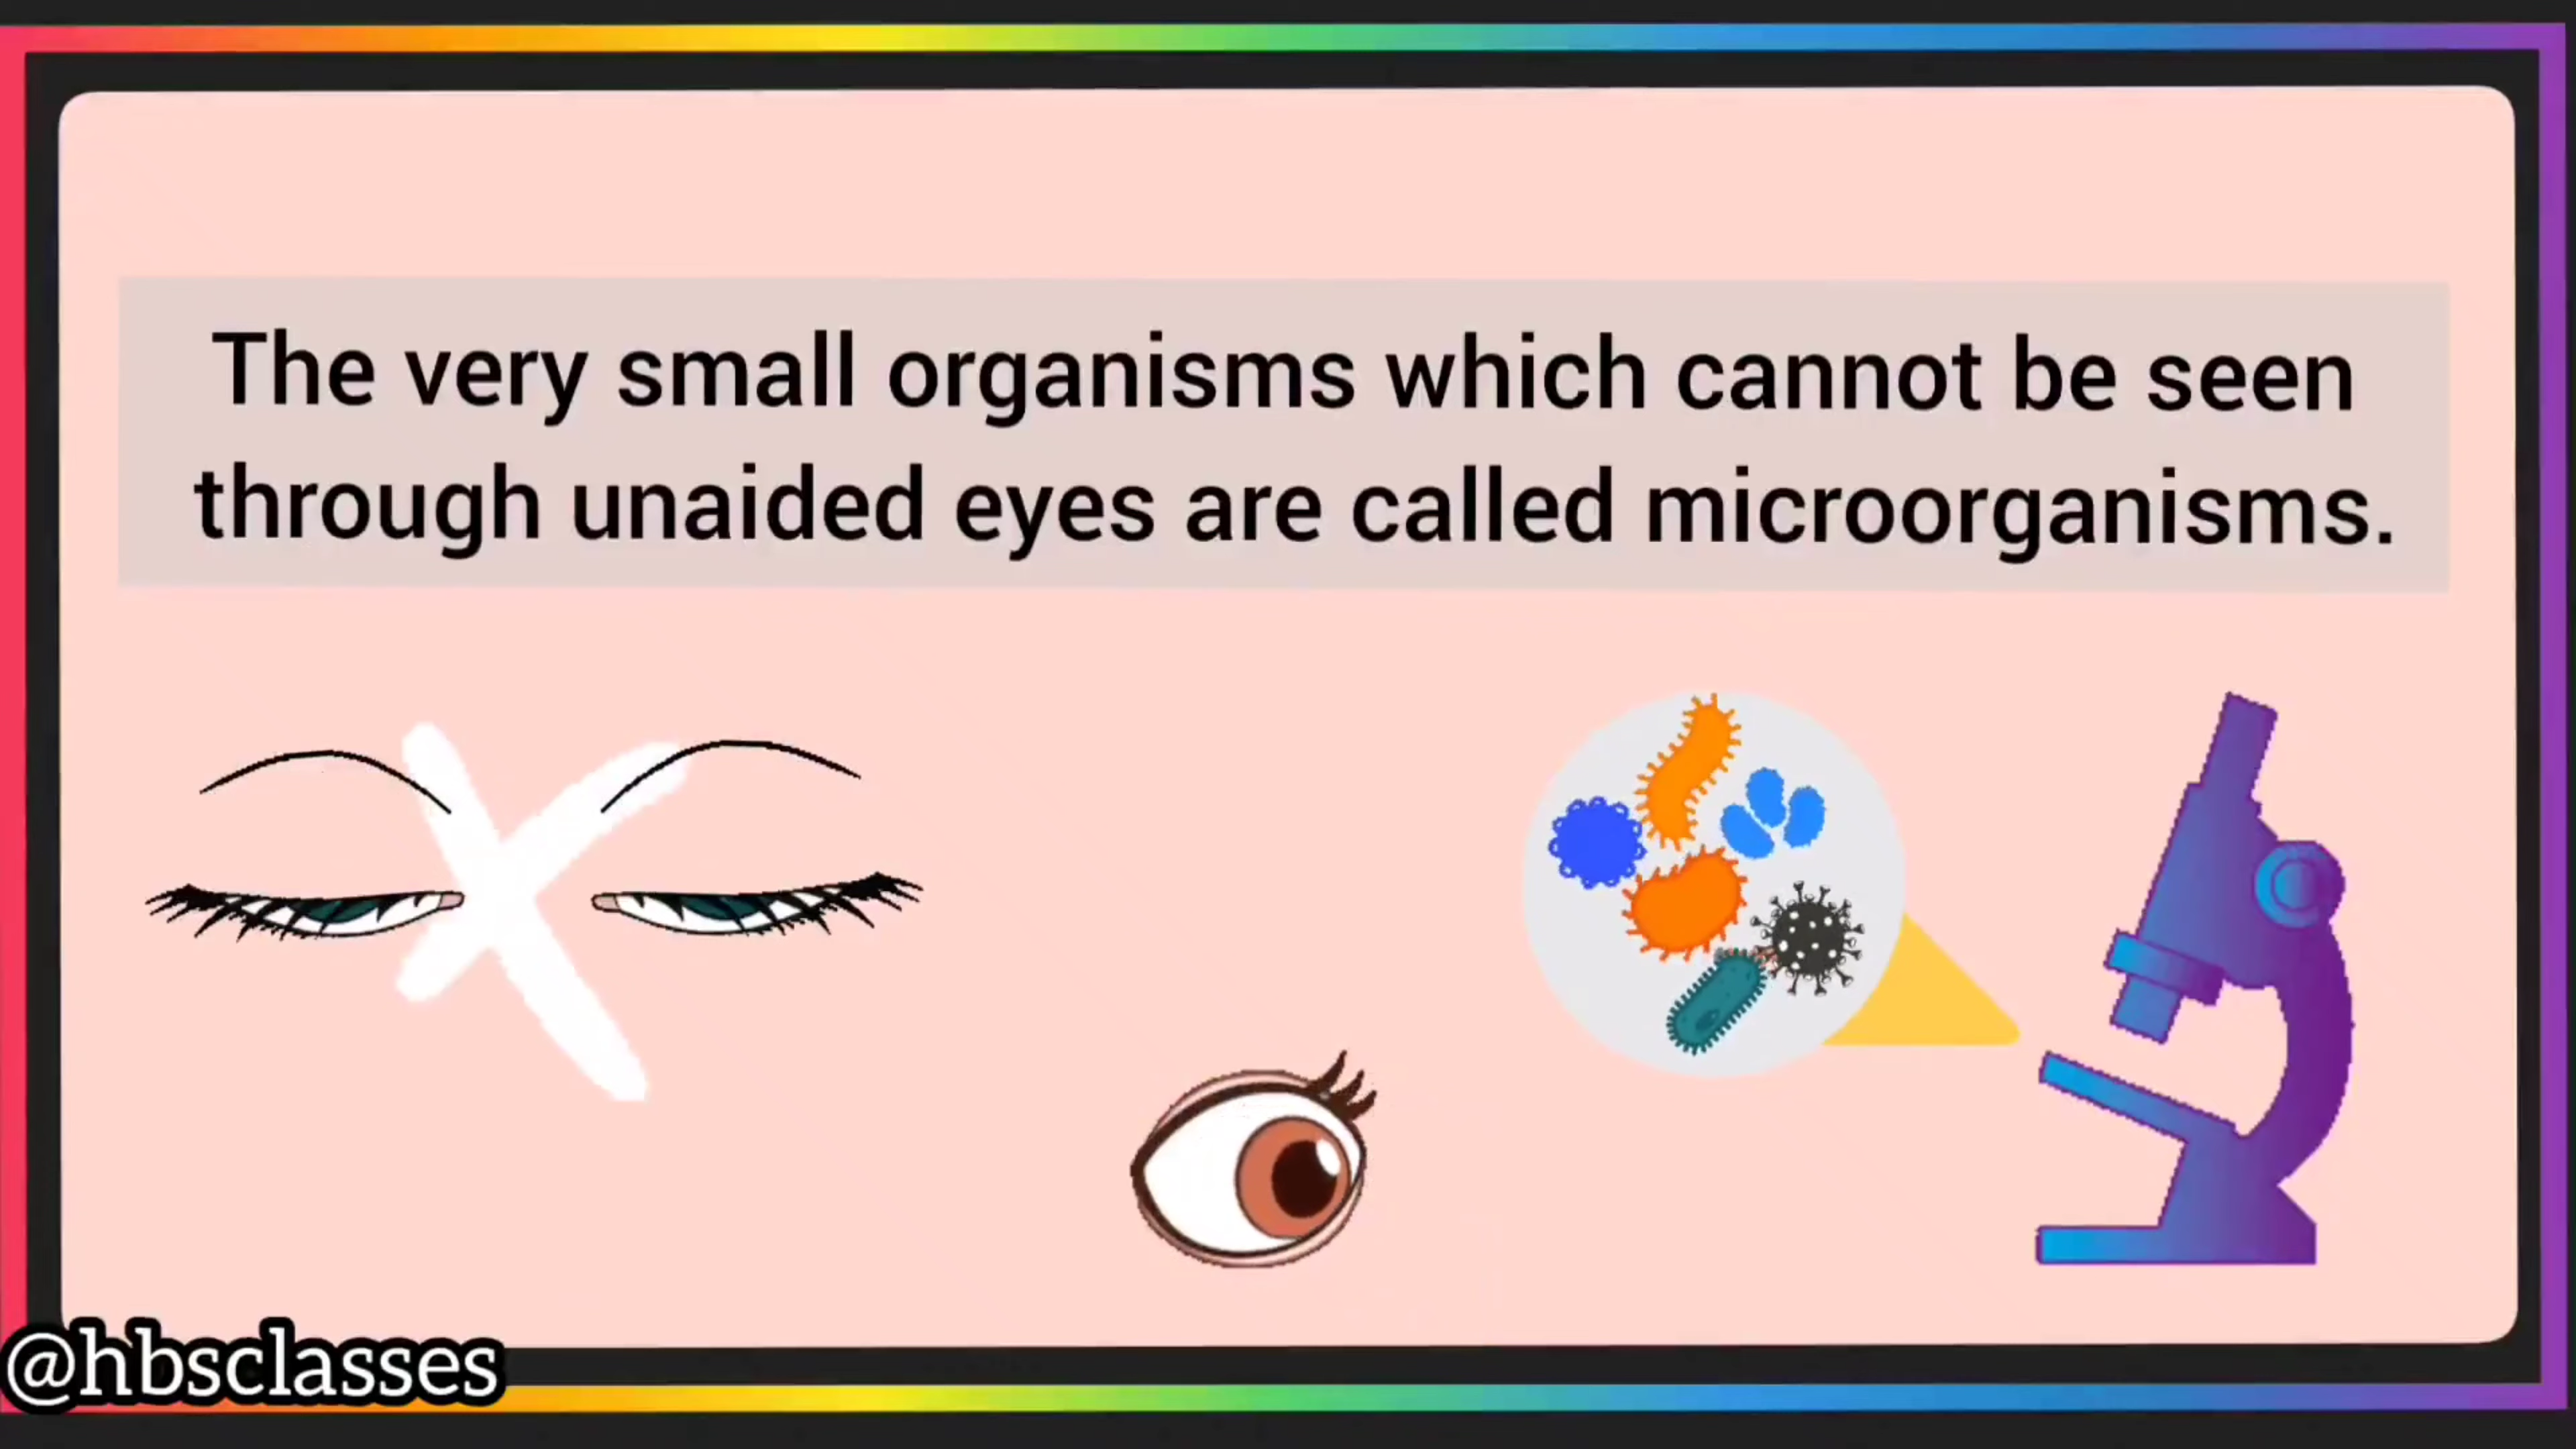 The very small organisms which cannot be seen
through unaided eyes are called microorganisms.
@hbsclasses